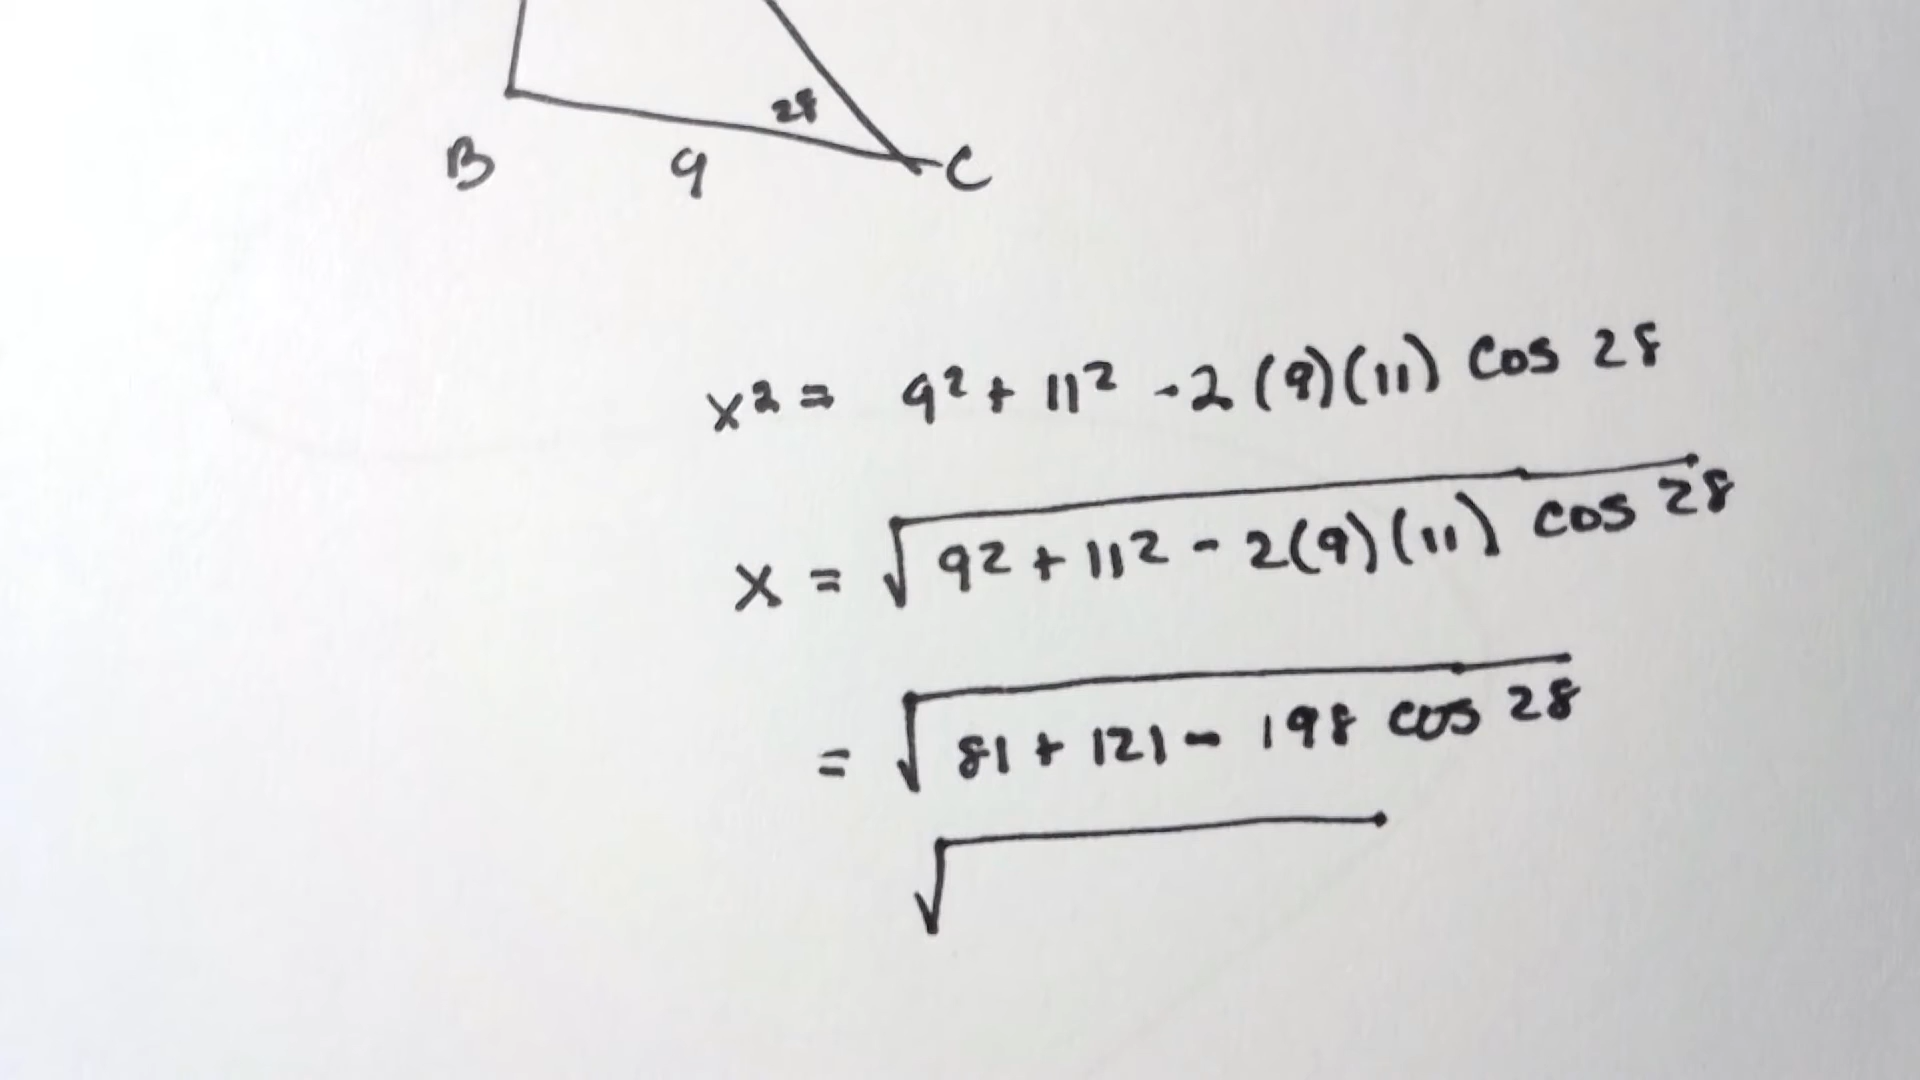 28
B 9 C
x² = 9² + 11² - 2 (9)(11) cos 28
x = √9² + 11² - 2(9)(11) cos 28
= √81 + 121 - 198 cos 28
√